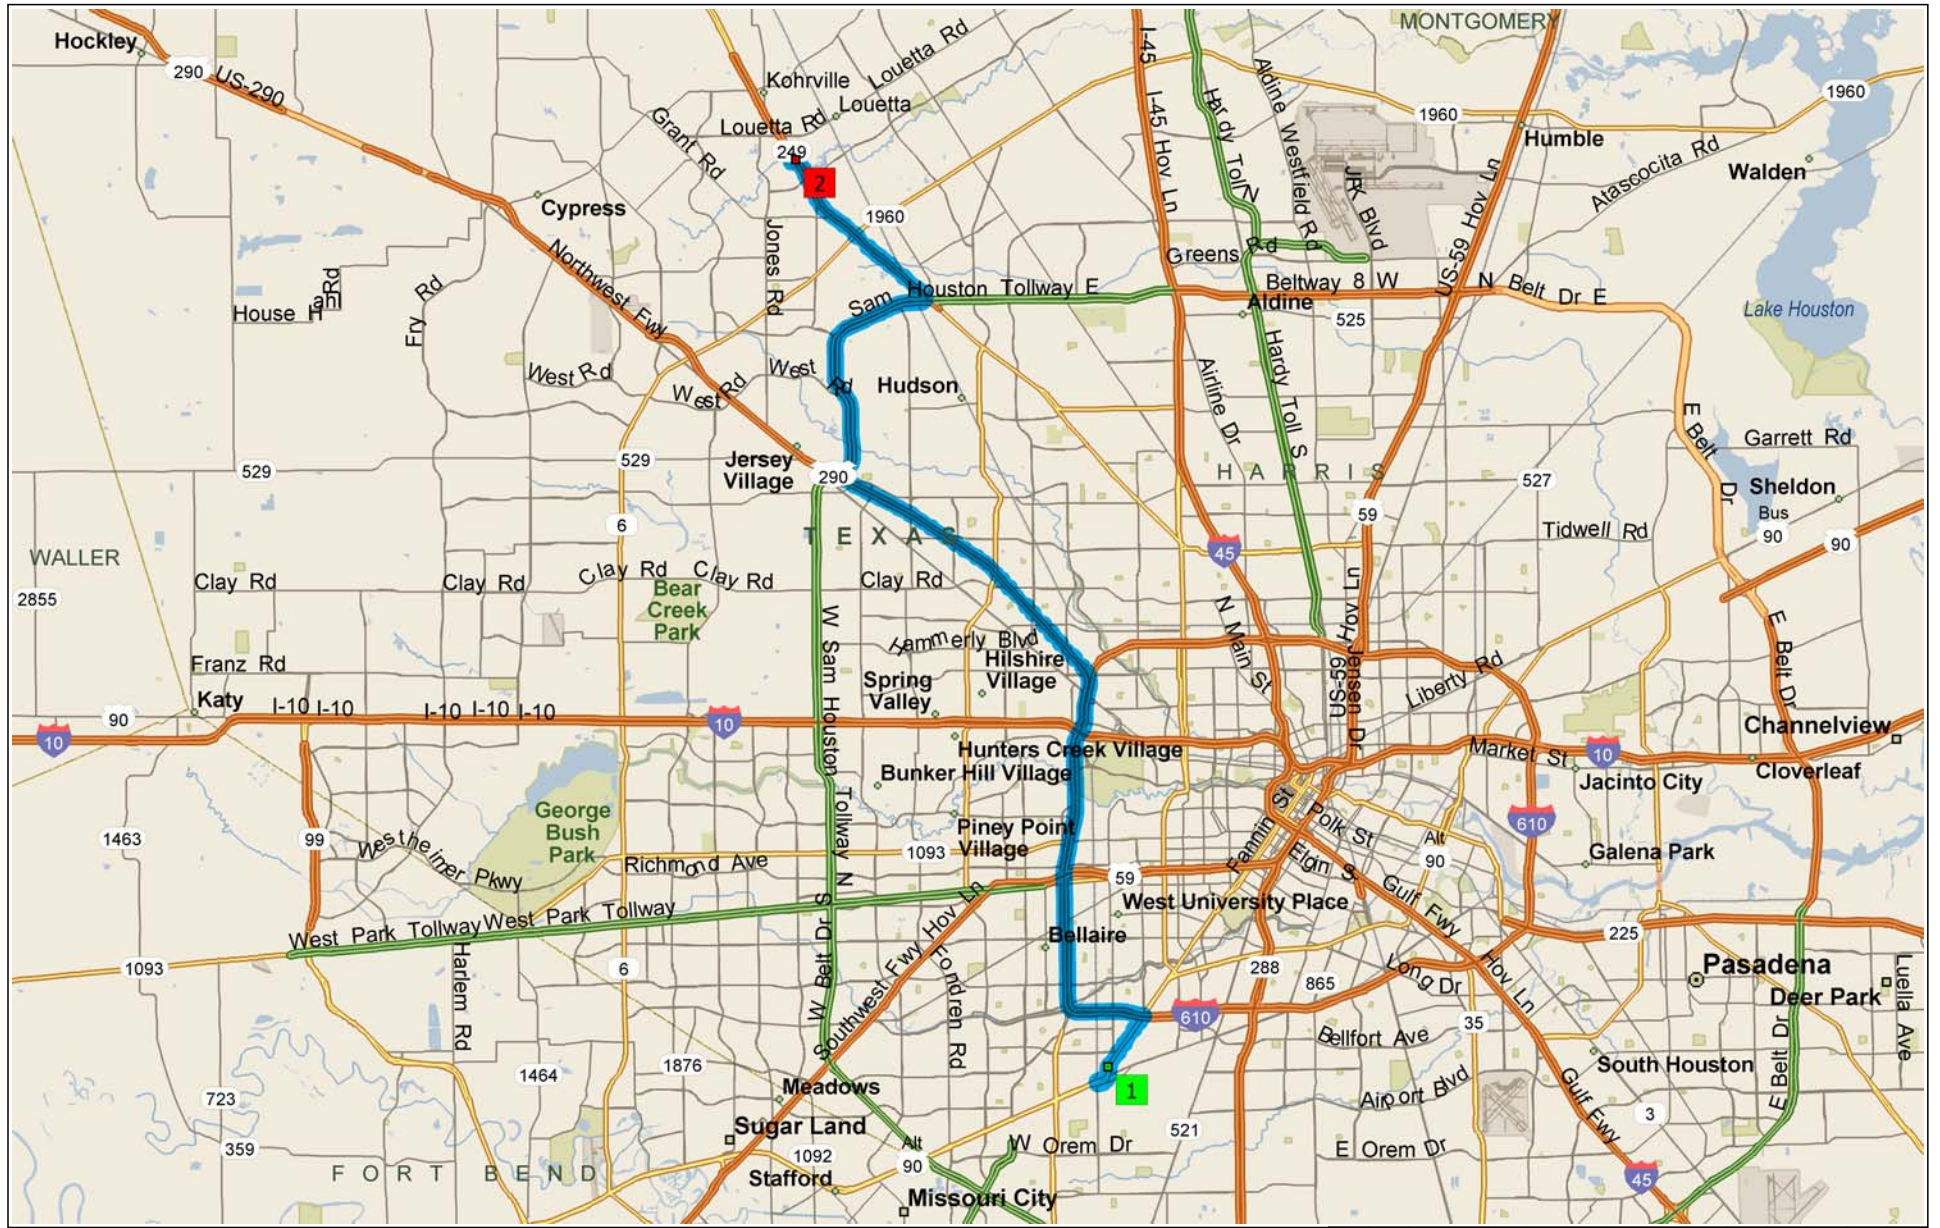 MONTGOMERY
Hockley
290
US-290
Kohrville
Louetta Rd
Louetta
Louetta Rd
Grant Rd
249
2
I-45
I-45 Hov Ln
Hardy Toll N
Aldine Westfield Rd
JFK Blvd
1960
1960
Humble
Atascocita Rd
Walden
US-59 Hov Ln
Cypress
1960
Jones Rd
Northwest Fwy
House Hahl Rd
Fry Rd
Greens Rd
Sam Houston Tollway E
Beltway 8 W
N Belt Dr E
Aldine
525
Lake Houston
West Rd
West Rd
West Rd
Hudson
Airline Dr
Hardy Toll S
E Belt Dr
Garrett Rd
Jersey Village
290
529
529
HARRIS
527
Sheldon
Bus
90
90
59
6
TEXAS
45
Tidwell Rd
WALLER
2855
Clay Rd
Clay Rd
Clay Rd
Clay Rd
Clay Rd
Bear Creek Park
W Sam Houston Tollway N
Hammerly Blvd
Hilshire Village
N Main St
Hov Ln
US-59
Jensen Dr
Liberty Rd
E Belt Dr
Franz Rd
Katy
90
I-10
I-10
I-10
I-10
I-10
10
10
Spring Valley
Hunters Creek Village
Bunker Hill Village
Market St
10
Jacinto City
Channelview
Cloverleaf
George Bush Park
1463
99
Westheimer Pkwy
Richmond Ave
1093
Piney Point Village
Fannin St
Polk St
Elgin S
Alt
90
610
Galena Park
59
West University Place
Gulf Fwy
West Park Tollway
West Park Tollway
S Dr
W Belt
Southwest Fwy Hov Ln
Bellaire
225
1093
Harlem Rd
6
Fondren Rd
288
865
Long Dr
Hov Ln
Pasadena
Deer Park
Luella Ave
610
Bellfort Ave
35
1464
1876
Meadows
1
South Houston
E Belt Dr
723
Airport Blvd
Gulf Fwy
3
Sugar Land
359
1092
Alt
90
W Orem Dr
521
E Orem Dr
FORT BEND
Stafford
Missouri City
45